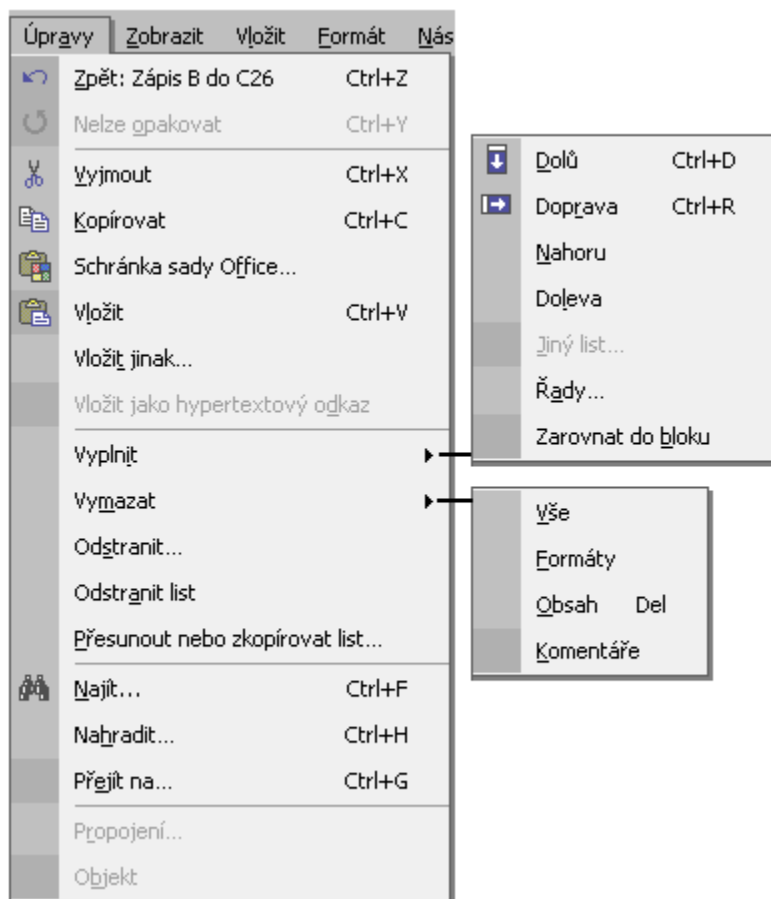 Úpravy Zobrazit Vložit Formát Nás
Zpět: Zápis B do C26 Ctrl+Z
Nelze opakovat Ctrl+Y
Vyjmout Ctrl+X
Kopírovat Ctrl+C
Schránka sady Office...
Vložit Ctrl+V
Vložit jinak...
Vložit jako hypertextový odkaz
Vyplnit
Vymazat
Odstranit...
Odstranit list
Přesunout nebo zkopírovat list...
Najít... Ctrl+F
Nahradit... Ctrl+H
Přejít na... Ctrl+G
Propojení...
Objekt
Dolů Ctrl+D
Doprava Ctrl+R
Nahoru
Doleva
Jiný list...
Řady...
Zarovnat do bloku
Vše
Formáty
Obsah Del
Komentáře